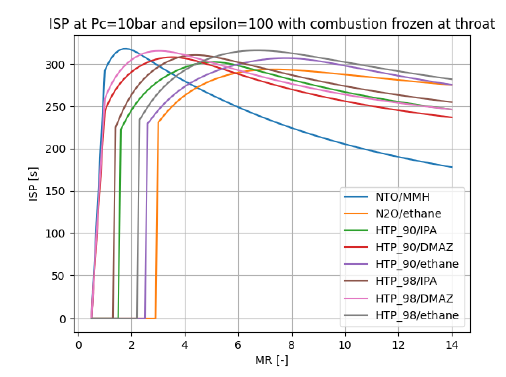 ISP at Pc=10bar and epsilon=100 with combustion frozen at throat
300
250
200
150
100
50
0
ISP [s]
0 2 4 6 8 10 12 14
MR [-]
NTO/MMH
N2O/ethane
HTP_90/IPA
HTP_90/DMAZ
HTP_90/ethane
HTP_98/IPA
HTP_98/DMAZ
HTP_98/ethane